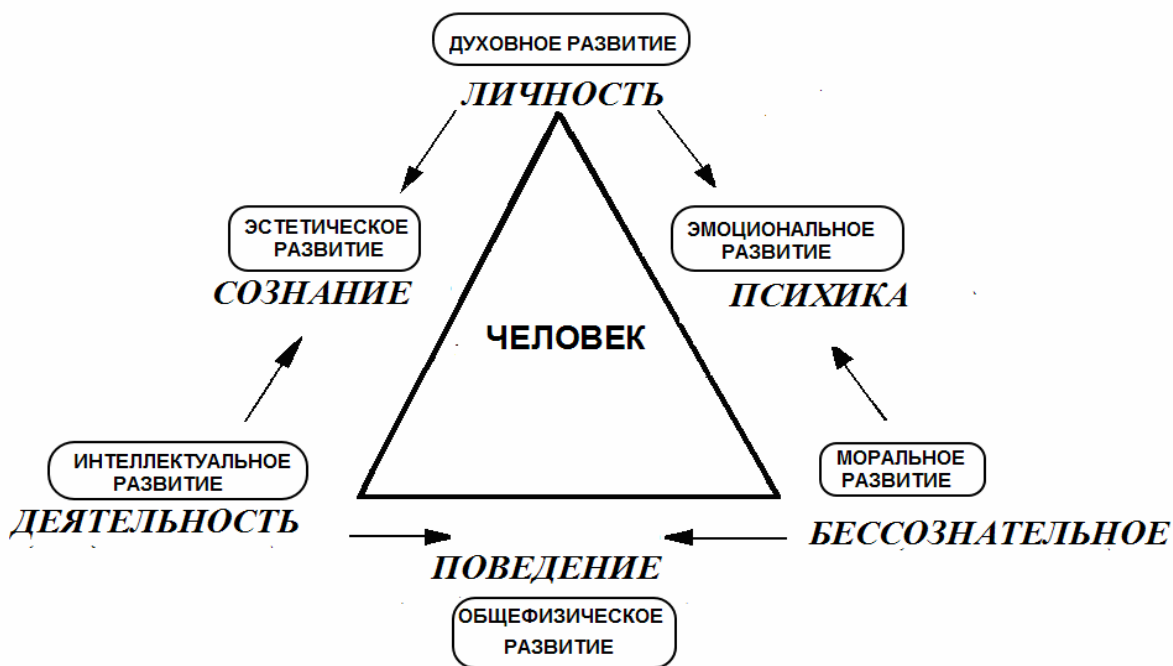 ДУХОВНОЕ РАЗВИТИЕ
ЛИЧНОСТЬ
ЭСТЕТИЧЕСКОЕ
РАЗВИТИЕ
СОЗНАНИЕ
ЭМОЦИОНАЛЬНОЕ
РАЗВИТИЕ
ПСИХИКА
ЧЕЛОВЕК
ИНТЕЛЛЕКТУАЛЬНОЕ
РАЗВИТИЕ
ДЕЯТЕЛЬНОСТЬ
МОРАЛЬНОЕ
РАЗВИТИЕ
БЕССОЗНАТЕЛЬНОЕ
ПОВЕДЕНИЕ
ОБЩЕФИЗИЧЕСКОЕ
РАЗВИТИЕ